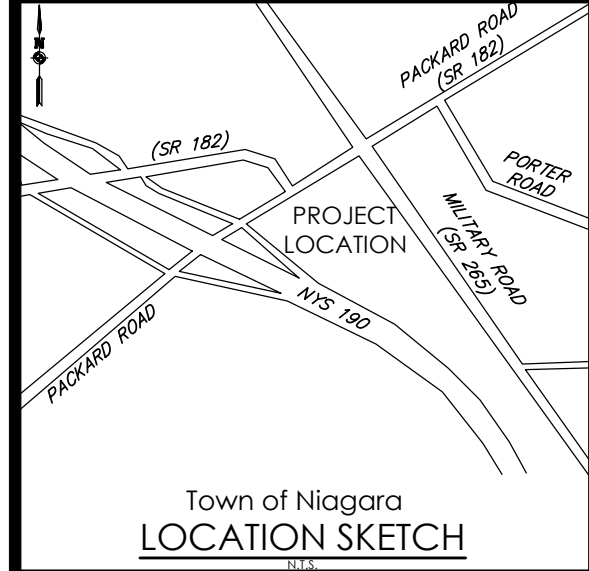 N
PACKARD ROAD
(SR 182)
(SR 182)
PORTER
ROAD
PROJECT
LOCATION
MILITARY ROAD
(SR 265)
NYS 190
PACKARD ROAD
Town of Niagara
LOCATION SKETCH
N.T.S.